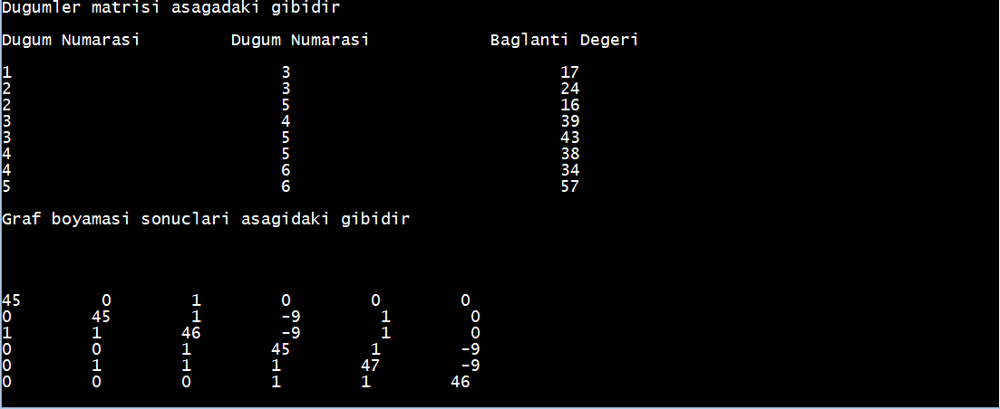 Dugumler matrisi asagadaki gibidir
Dugum Numarasi Dugum Numarasi Baglanti Degeri
1 3 17
2 3 24
2 5 16
3 4 39
3 5 43
4 5 38
4 6 34
5 6 57
Graf boyamasi sonuclari asagidaki gibidir
45 0 1 0 0 0
0 45 1 -9 1 0
1 1 46 -9 1 0
0 0 1 45 1 -9
0 1 1 1 47 -9
0 0 0 1 1 46